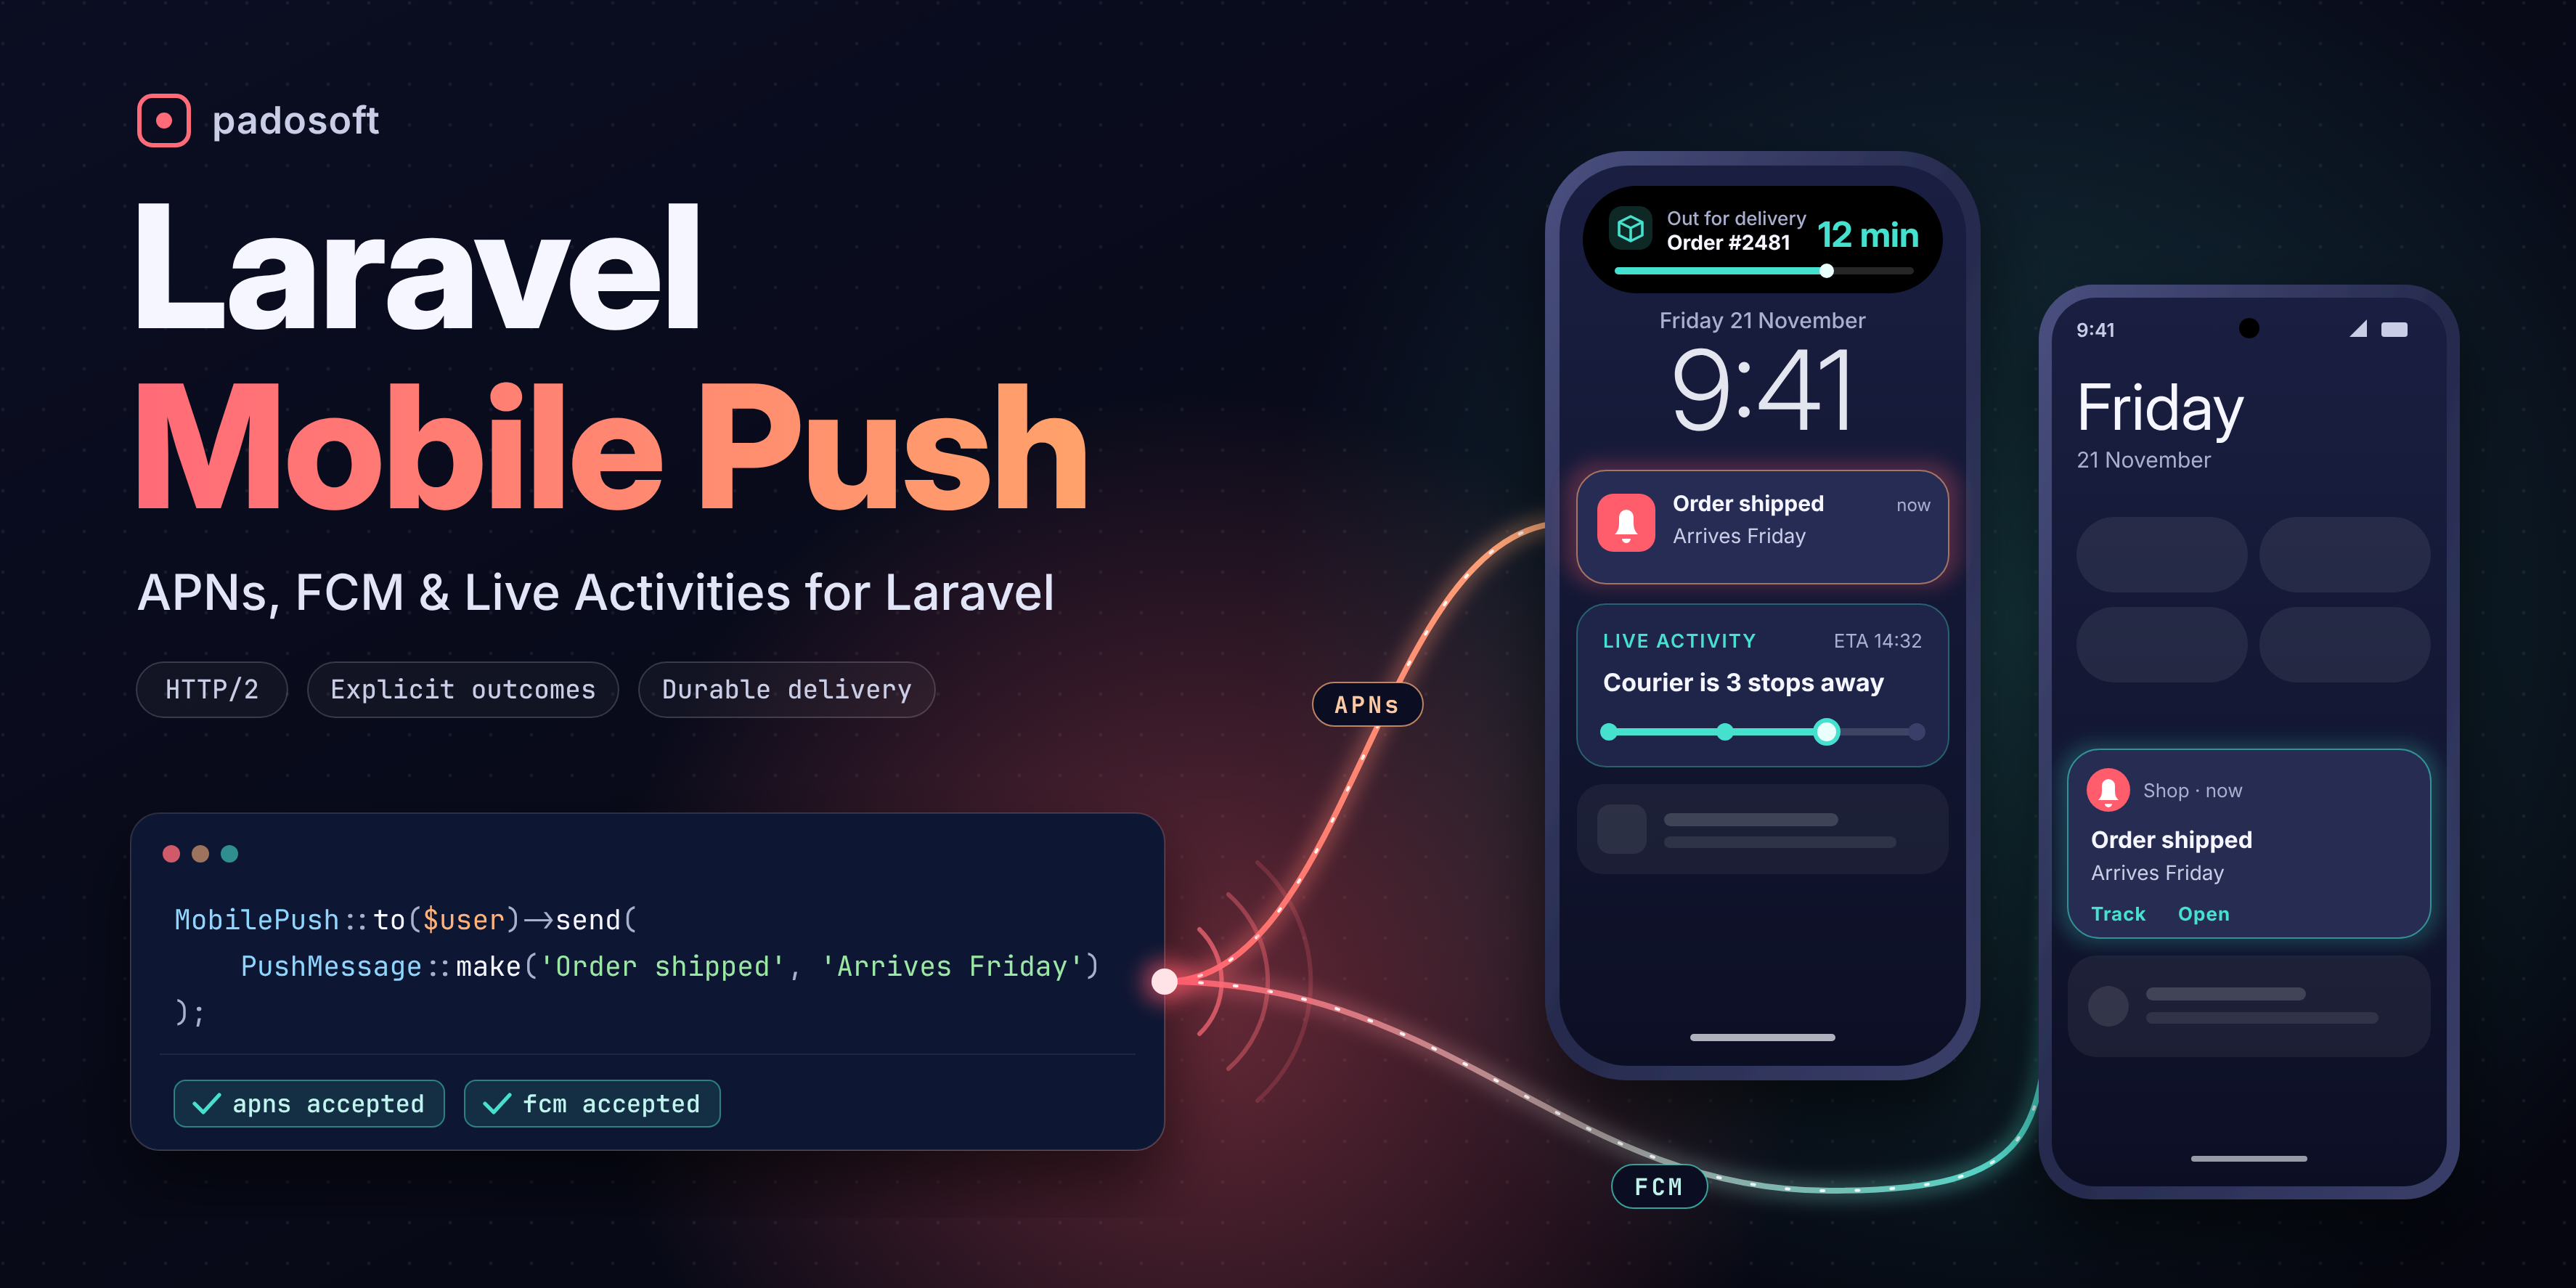 padosoft
Laravel
Mobile Push
APNs, FCM & Live Activities for Laravel
HTTP/2
Explicit outcomes
Durable delivery
MobilePush::to($user)->send(
PushMessage::make('Order shipped', 'Arrives Friday')
);
apns accepted
fcm accepted
APNs
FCM
Out for delivery
Order #2481
12 min
Friday 21 November
9:41
Order shipped
now
Arrives Friday
LIVE ACTIVITY
ETA 14:32
Courier is 3 stops away
9:41
Friday
21 November
Shop · now
Order shipped
Arrives Friday
Track
Open